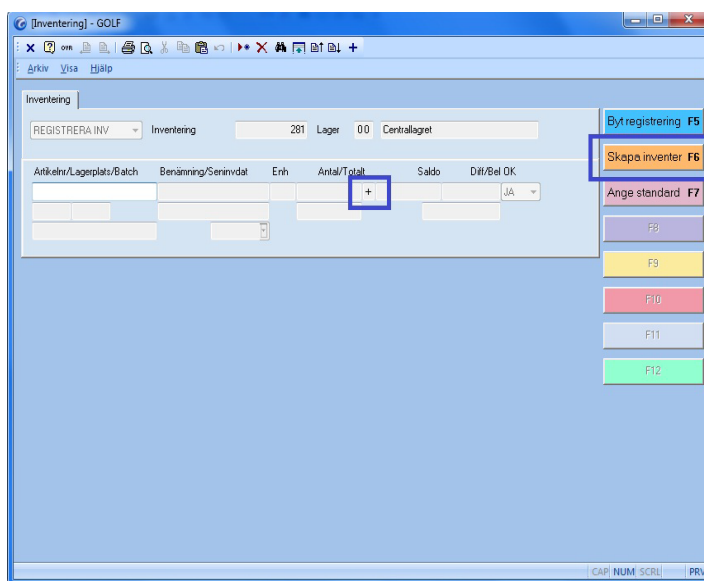 [Inventering] - GOLF
OVR
Arkiv Visa Hjälp
Inventering
REGISTRERA INV Inventering 281 Lager 00 Centrallagret
Artikelnr/Lagerplats/Batch Benämning/Seninvdat Enh Antal/Totalt Saldo Diff/Bel OK
+ JA
Byt registrering F5
Skapa inventer F6
Ange standard F7
F8
F9
F10
F11
F12
CAP NUM SCRL PRV